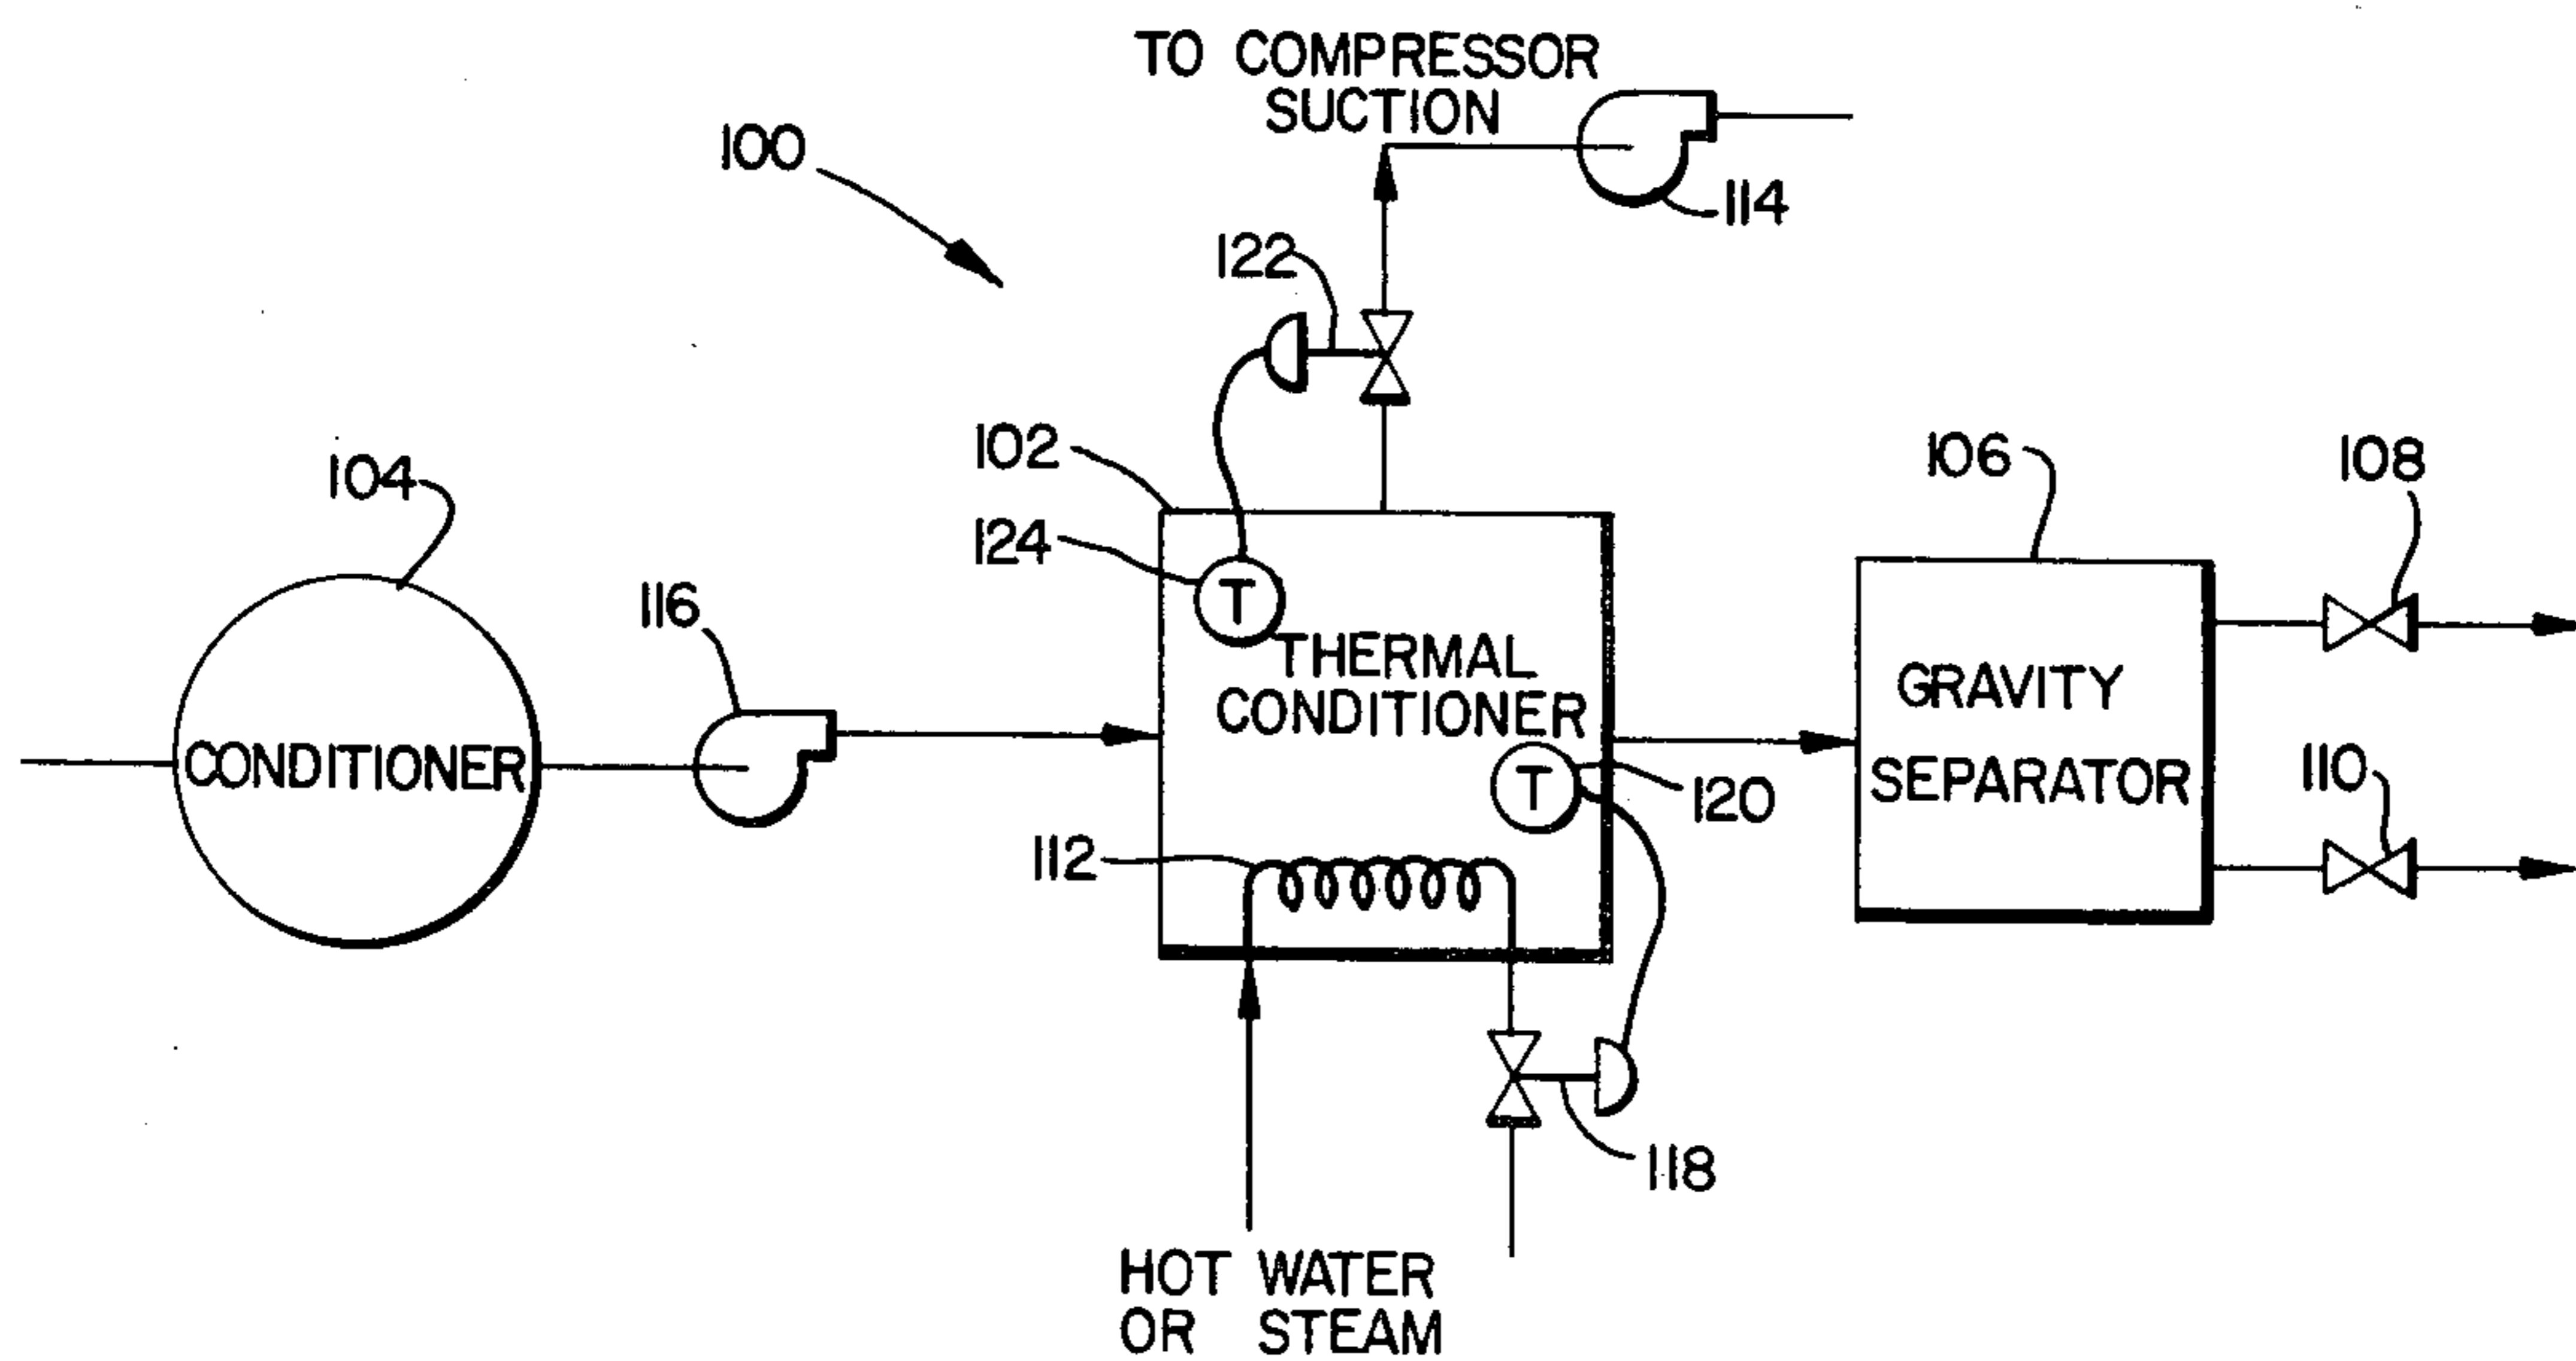 TO COMPRESSOR
SUCTION
100
114
122
102
106
108
104
124
T
116
THERMAL
CONDITIONER
GRAVITY
CONDITIONER
SEPARATOR
110
T
120
112
118
HOT WATER
OR STEAM